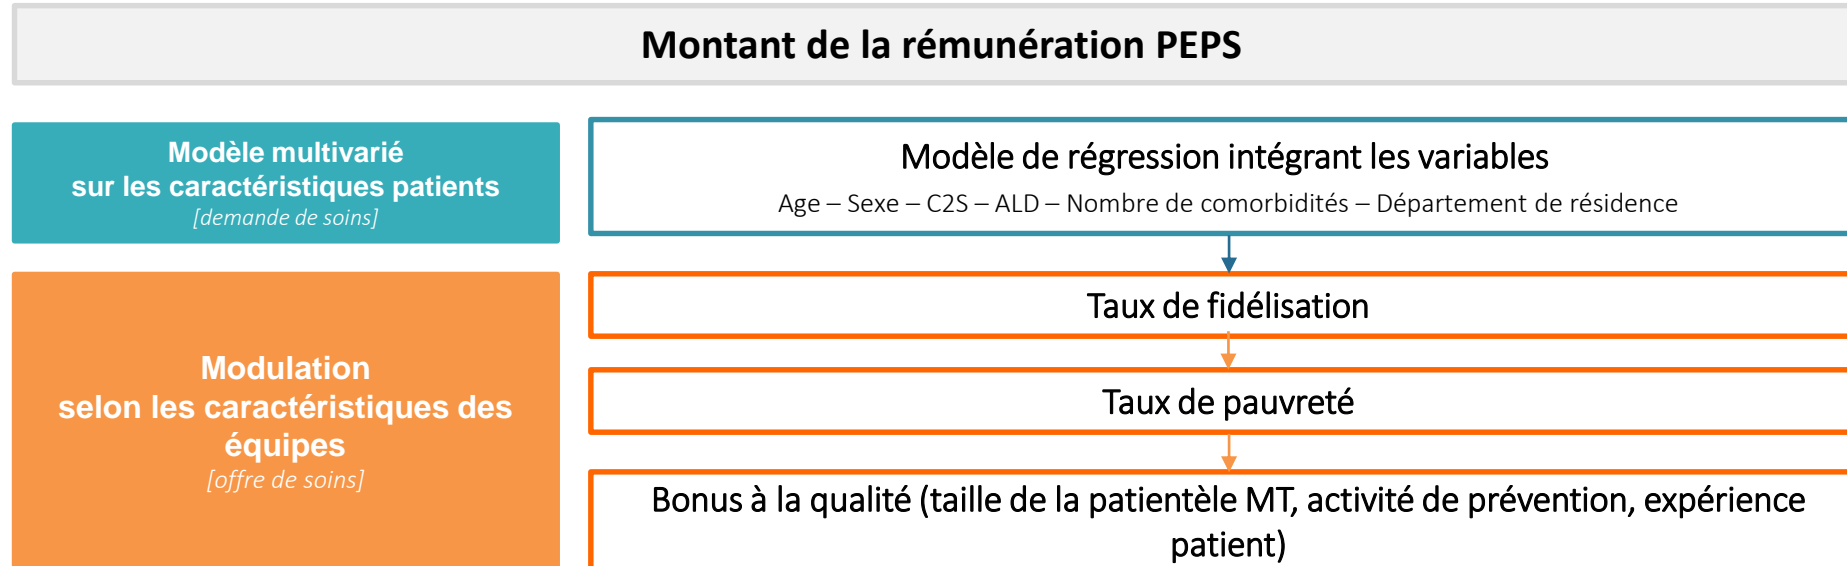 Montant de la rémunération PEPS
Modèle multivarié
sur les caractéristiques patients
[demande de soins]
Modèle de régression intégrant les variables
Age – Sexe – C2S – ALD – Nombre de comorbidités – Département de résidence
Modulation
selon les caractéristiques des
équipes
[offre de soins]
Taux de fidélisation
Taux de pauvreté
Bonus à la qualité (taille de la patientèle MT, activité de prévention, expérience
patient)